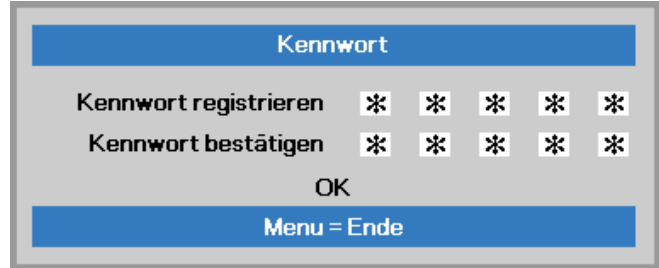 Kennwort
Kennwort registrieren * * * * *
Kennwort bestätigen * * * * *
OK
Menu = Ende